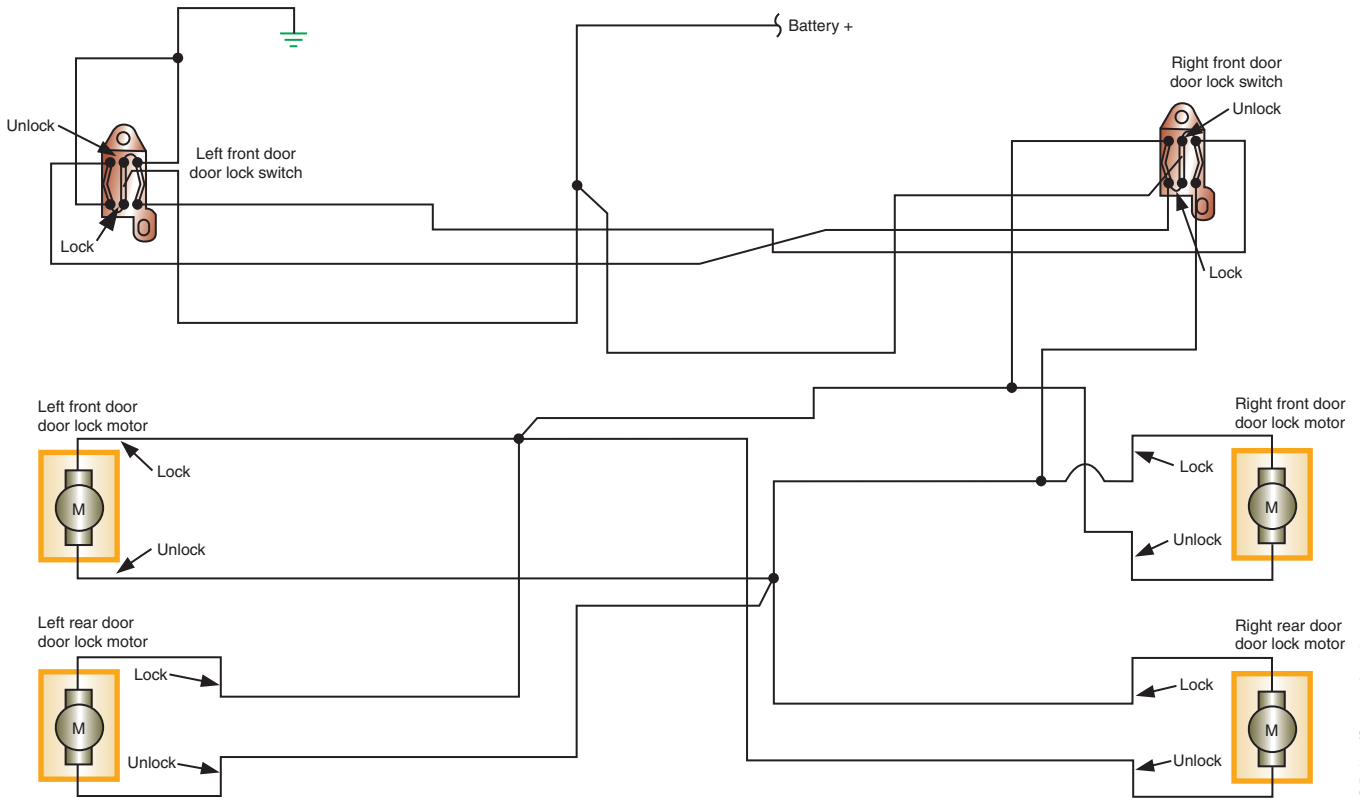 Battery +
Right front door
door lock switch
Unlock
Unlock
Left front door
door lock switch
Lock
Lock
Left front door
door lock motor
Right front door
door lock motor
Lock
Lock
M
M
Unlock
Unlock
Left rear door
door lock motor
Right rear door
door lock motor
Lock
Lock
M
M
Unlock
Unlock